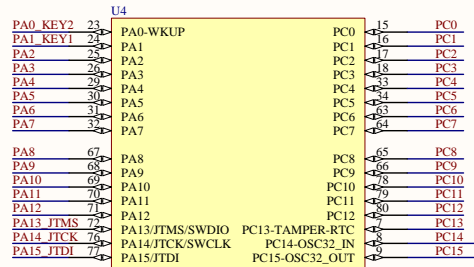 U4
PA0_KEY2 23 PA0-WKUP PC0 15 PC0
PA1_KEY1 24 PA1 PC1 16 PC1
PA2 25 PA2 PC2 17 PC2
PA3 26 PA3 PC3 18 PC3
PA4 29 PA4 PC4 33 PC4
PA5 30 PA5 PC5 34 PC5
PA6 31 PA6 PC6 63 PC6
PA7 32 PA7 PC7 64 PC7
PA8 67 PA8 PC8 65 PC8
PA9 68 PA9 PC9 66 PC9
PA10 69 PA10 PC10 78 PC10
PA11 70 PA11 PC11 79 PC11
PA12 71 PA12 PC12 80 PC12
PA13_JTMS 72 PA13/JTMS/SWDIO PC13-TAMPER-RTC 7 PC13
PA14_JTCK 76 PA14/JTCK/SWCLK PC14-OSC32_IN 8 PC14
PA15_JTDI 77 PA15/JTDI PC15-OSC32_OUT 9 PC15